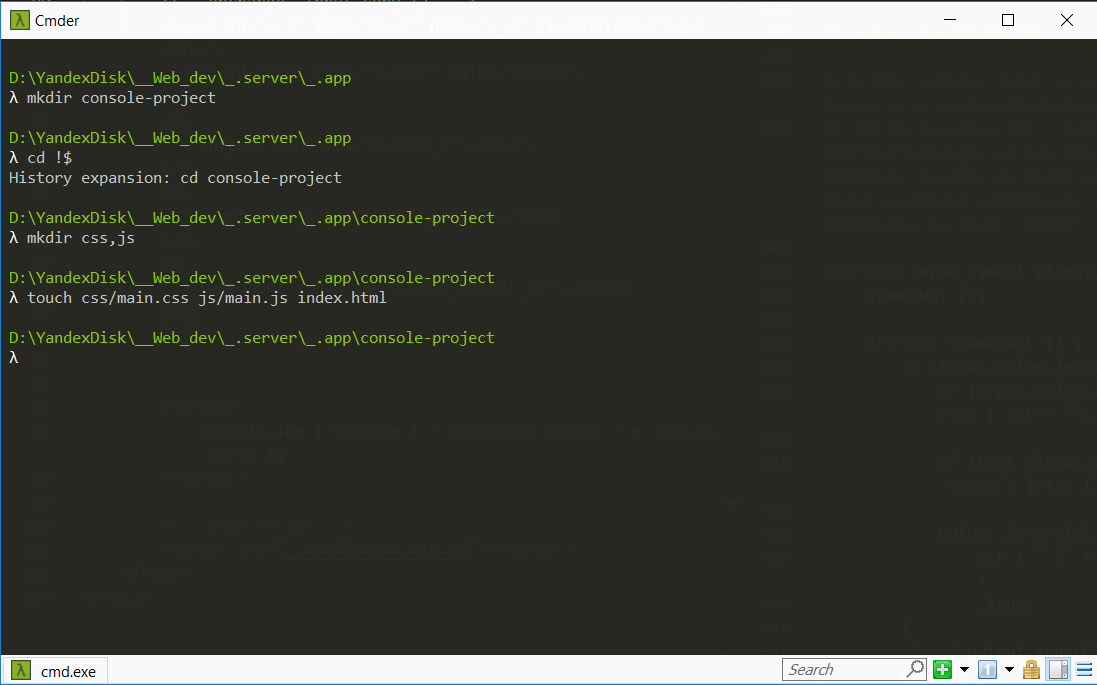 Cmder
D:\YandexDisk\__Web_dev\_.server\_.app
λ mkdir console-project
D:\YandexDisk\__Web_dev\_.server\_.app
λ cd !$
History expansion: cd console-project
D:\YandexDisk\__Web_dev\_.server\_.app\console-project
λ mkdir css,js
D:\YandexDisk\__Web_dev\_.server\_.app\console-project
λ touch css/main.css js/main.js index.html
D:\YandexDisk\__Web_dev\_.server\_.app\console-project
λ
cmd.exe
Search